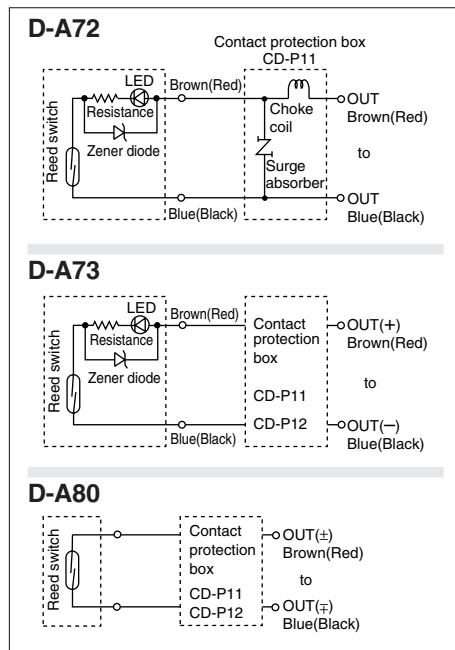 D-A72
Contact protection box
CD-P11
LED
Brown(Red)
OUT
Brown(Red)
Resistance
Choke
coil
Zener diode
Reed switch
to
Surge
absorber
Blue(Black)
OUT
Blue(Black)
D-A73
LED
Brown(Red)
Contact
protection
box
OUT(+)
Brown(Red)
Resistance
Zener diode
Reed switch
to
CD-P11
CD-P12
Blue(Black)
OUT(−)
Blue(Black)
D-A80
Reed switch
Contact
protection
box
OUT(±)
Brown(Red)
to
CD-P11
CD-P12
OUT(∓)
Blue(Black)